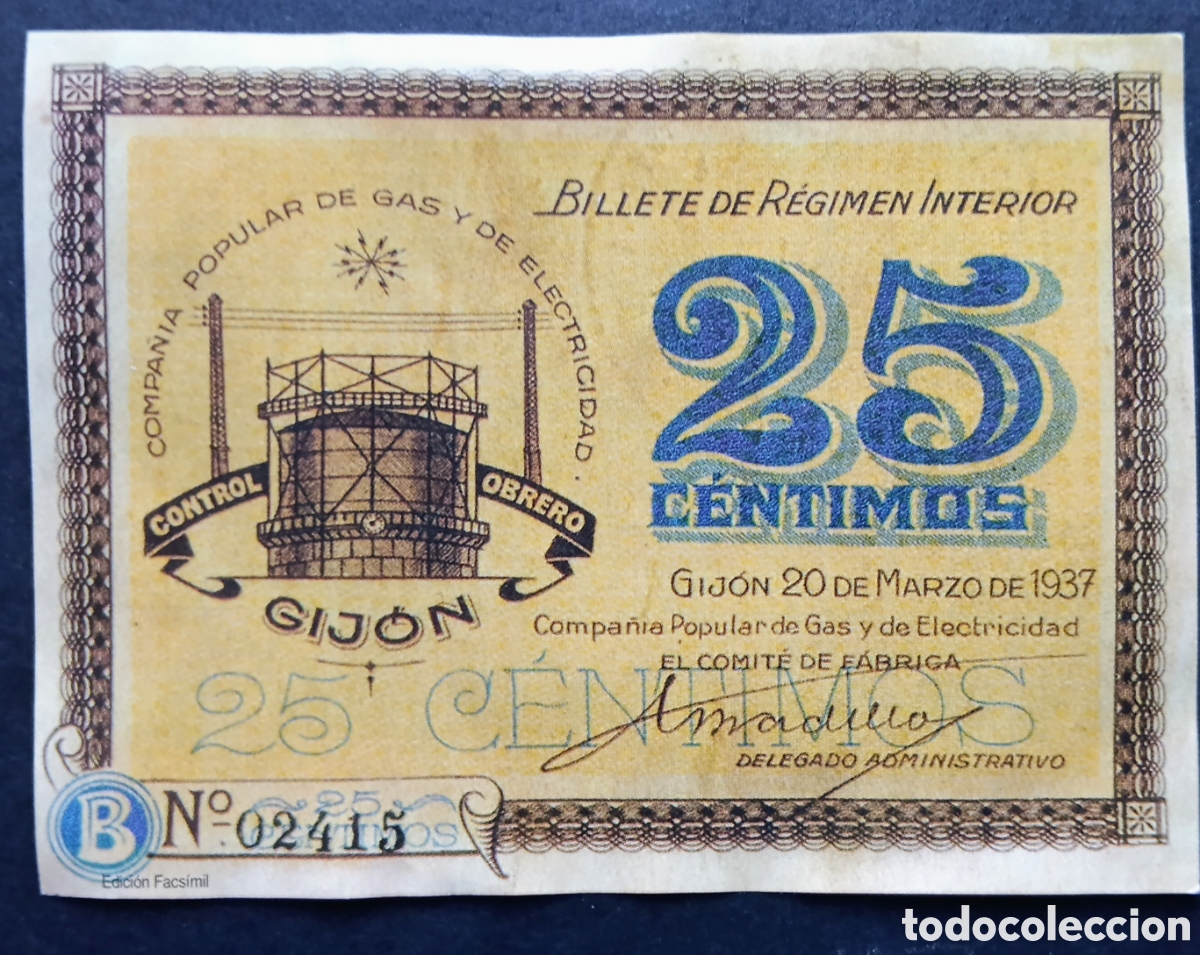 COMPAÑIA POPULAR DE GAS Y DE ELECTRICIDAD.
CONTROL OBRERO
GIJÓN
BILLETE DE RÉGIMEN INTERIOR
25
CÉNTIMOS
GIJÓN 20 DE MARZO DE 1937
Compañia Popular de Gas y de Electricidad
EL COMITÉ DE FÁBRICA
25 CÉNTIMOS
DELEGADO ADMINISTRATIVO
B Nº 02415
25
CÉNTIMOS
Edición Facsímil
todocoleccion